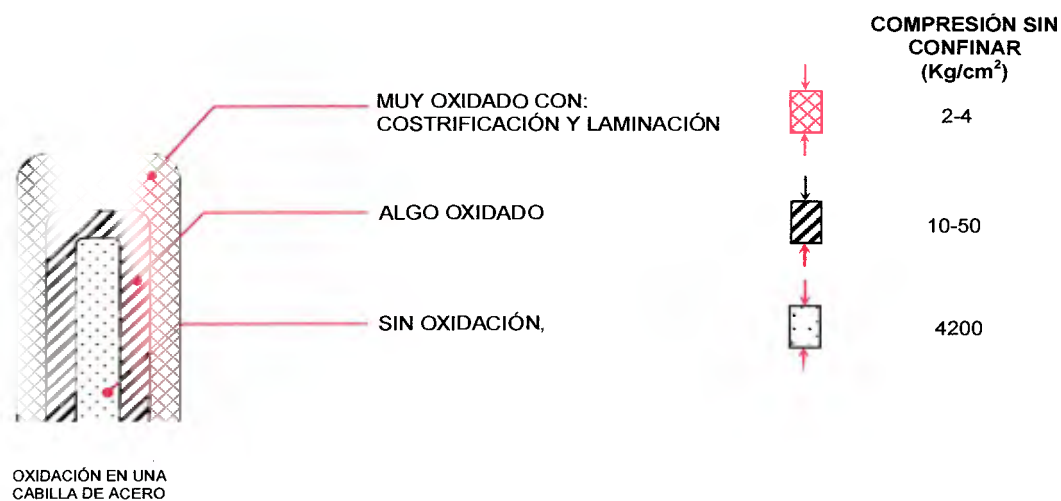 COMPRESIÓN SIN
CONFINAR
(Kg/cm²)
MUY OXIDADO CON:
COSTRIFICACIÓN Y LAMINACIÓN
2-4
ALGO OXIDADO
10-50
SIN OXIDACIÓN,
4200
OXIDACIÓN EN UNA
CABILLA DE ACERO